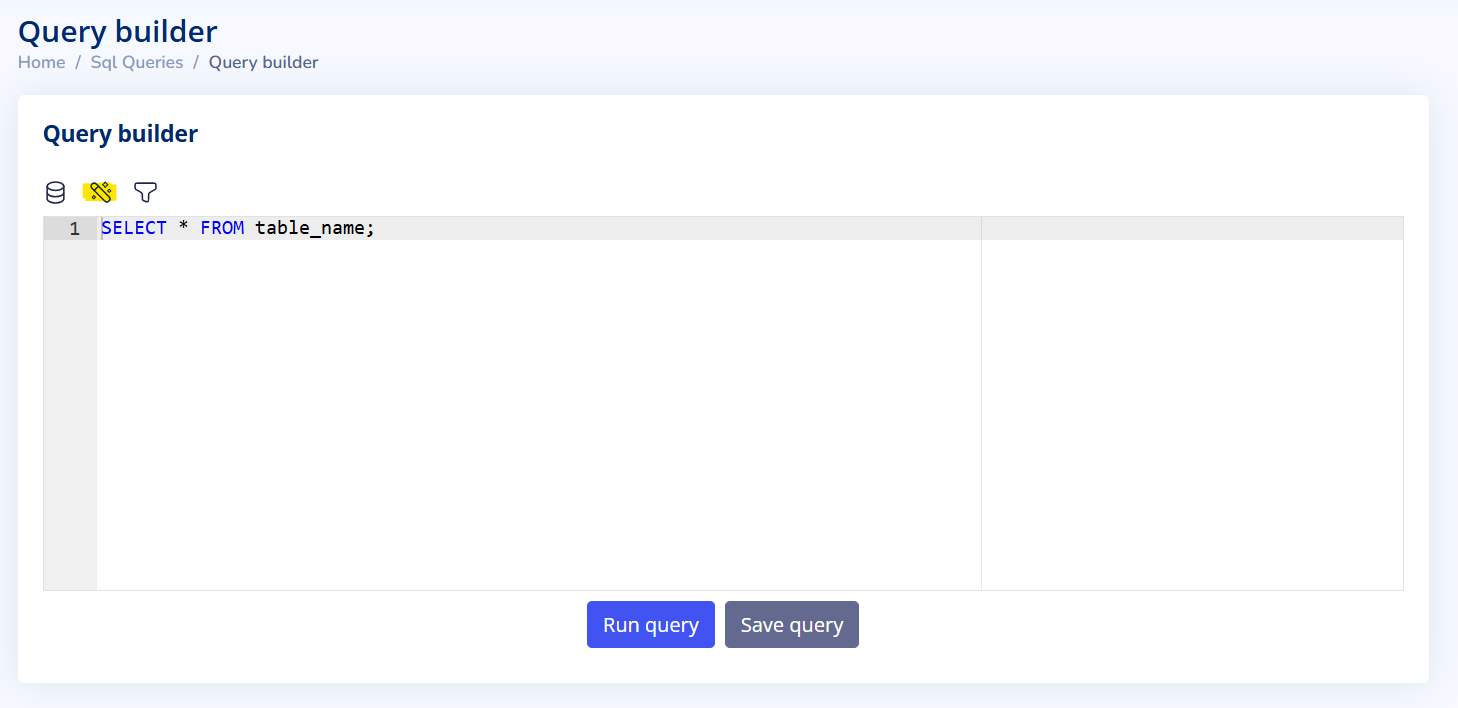 Query builder
Home / Sql Queries / Query builder
Query builder
1 SELECT * FROM table_name;
Run query Save query